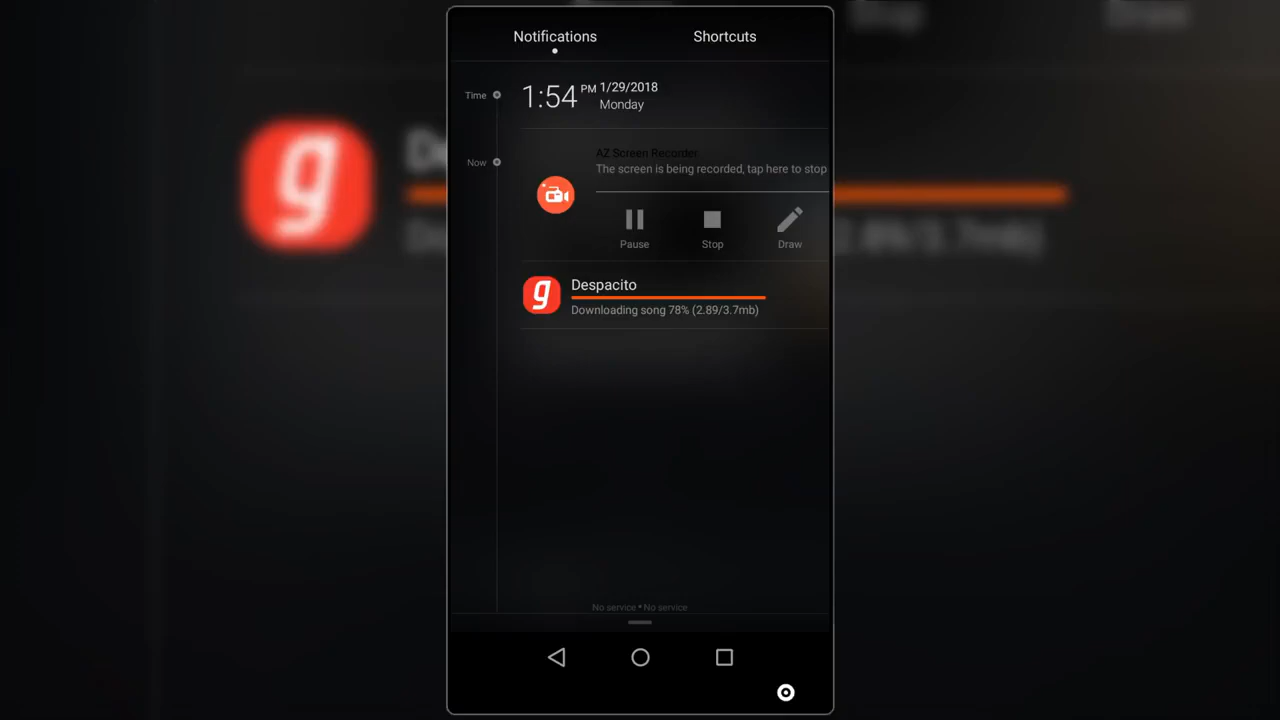 Notifications Shortcuts
Time 1:54 PM 1/29/2018
Monday
Now
AZ Screen Recorder
The screen is being recorded, tap here to stop
Pause Stop Draw
g Despacito
Downloading song 78% (2.89/3.7mb)
No service • No service